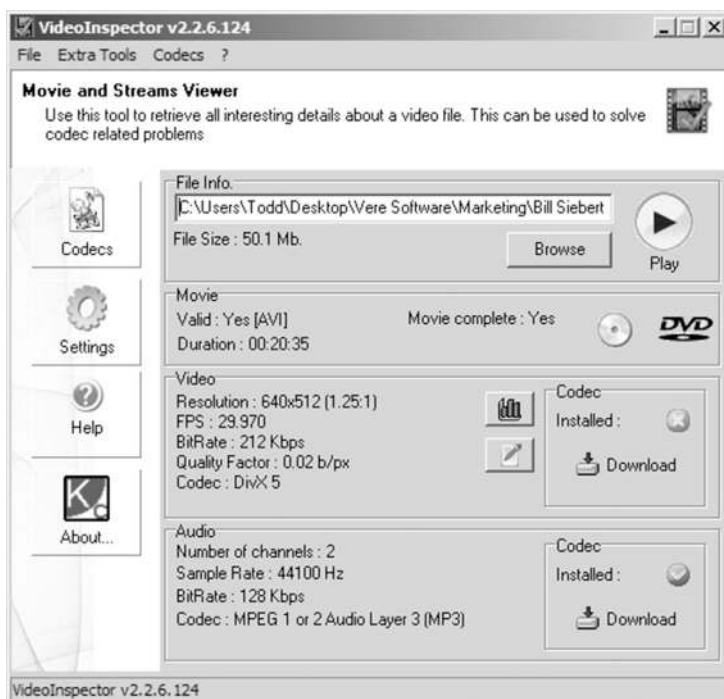 VideoInspector v2.2.6.124
File Extra Tools Codecs ?
Movie and Streams Viewer
Use this tool to retrieve all interesting details about a video file. This can be used to solve
codec related problems
Codecs
Settings
Help
Kc
About...
File Info.
C:\Users\Todd\Desktop\Vere Software\Marketing\Bill Siebert
File Size : 50.1 Mb.
Browse
Play
Movie
Valid : Yes [AVI]
Movie complete : Yes
Duration : 00:20:35
DVD
Video
Resolution : 640x512 (1.25:1)
FPS : 29.970
BitRate : 212 Kbps
Quality Factor : 0.02 b/px
Codec : DivX 5
Codec
Installed :
Download
Audio
Number of channels : 2
Sample Rate : 44100 Hz
BitRate : 128 Kbps
Codec : MPEG 1 or 2 Audio Layer 3 (MP3)
Codec
Installed :
Download
VideoInspector v2.2.6.124